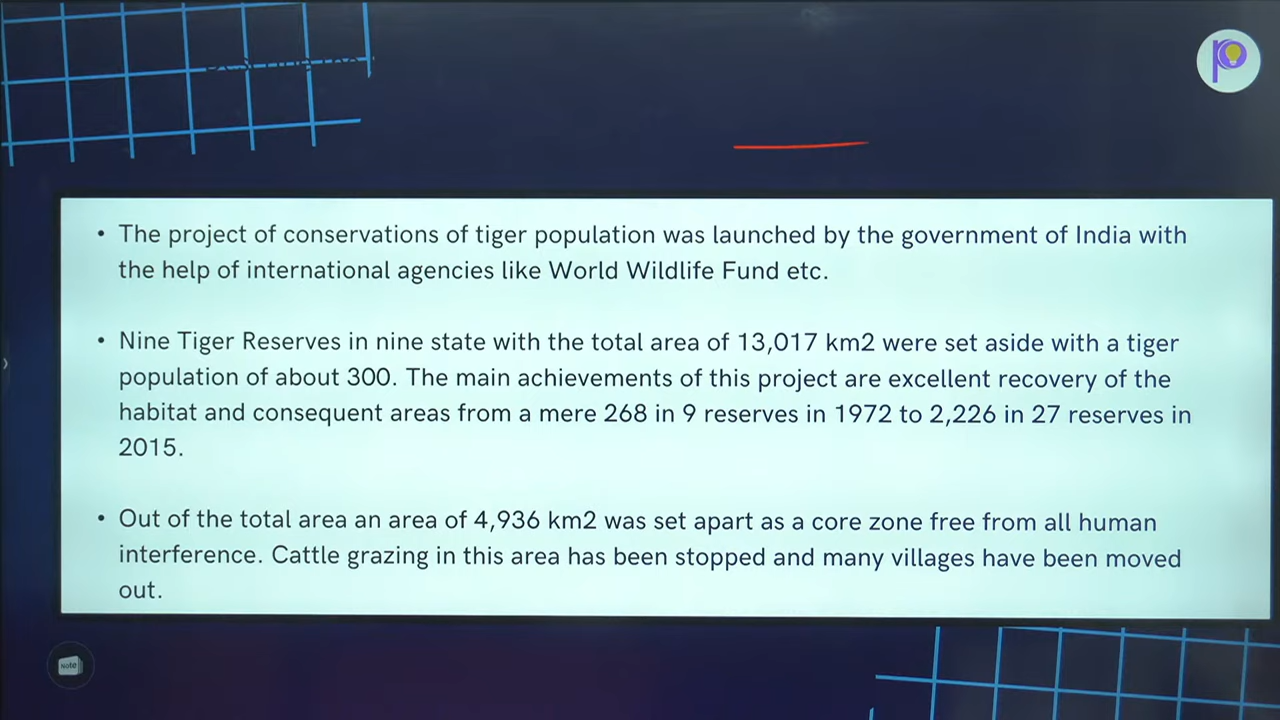 • The project of conservations of tiger population was launched by the government of India with
the help of international agencies like World Wildlife Fund etc.
• Nine Tiger Reserves in nine state with the total area of 13,017 km2 were set aside with a tiger
population of about 300. The main achievements of this project are excellent recovery of the
habitat and consequent areas from a mere 268 in 9 reserves in 1972 to 2,226 in 27 reserves in
2015.
• Out of the total area an area of 4,936 km2 was set apart as a core zone free from all human
interference. Cattle grazing in this area has been stopped and many villages have been moved
out.
Note